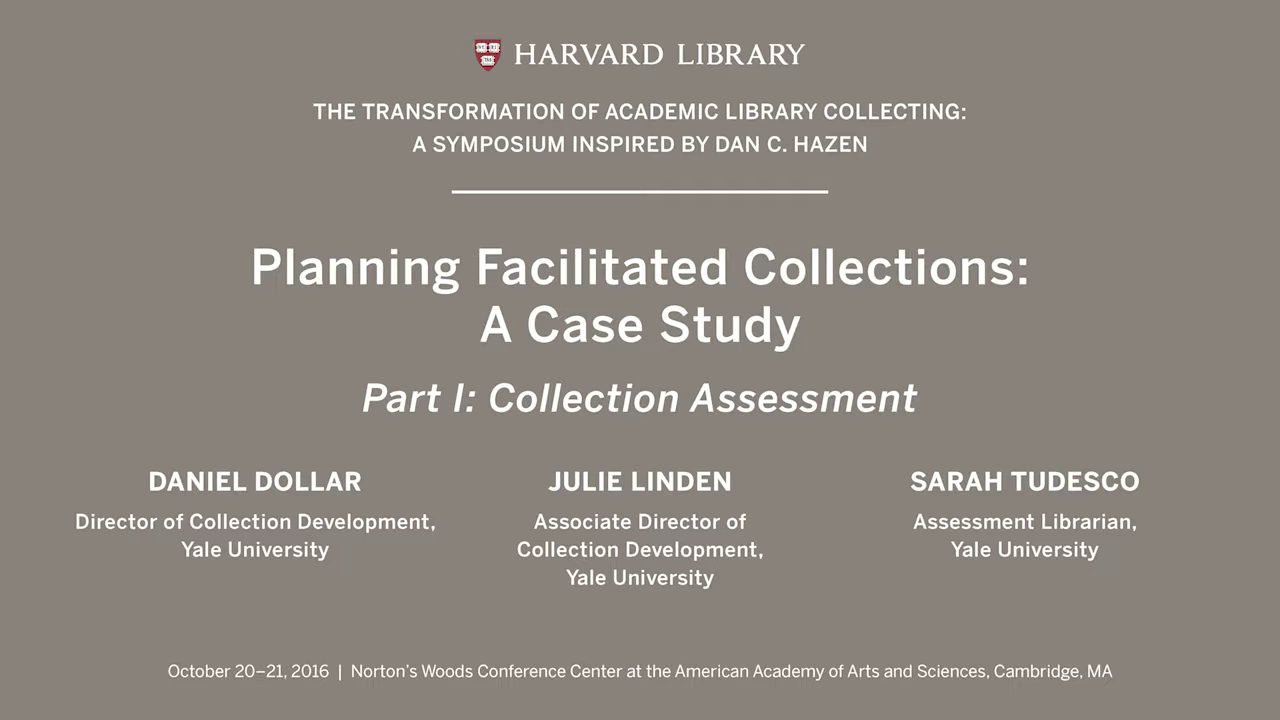 HARVARD LIBRARY
THE TRANSFORMATION OF ACADEMIC LIBRARY COLLECTING:
A SYMPOSIUM INSPIRED BY DAN C. HAZEN
Planning Facilitated Collections:
A Case Study
Part I: Collection Assessment
DANIEL DOLLAR
Director of Collection Development,
Yale University
JULIE LINDEN
Associate Director of
Collection Development,
Yale University
SARAH TUDESCO
Assessment Librarian,
Yale University
October 20–21, 2016 | Norton’s Woods Conference Center at the American Academy of Arts and Sciences, Cambridge, MA